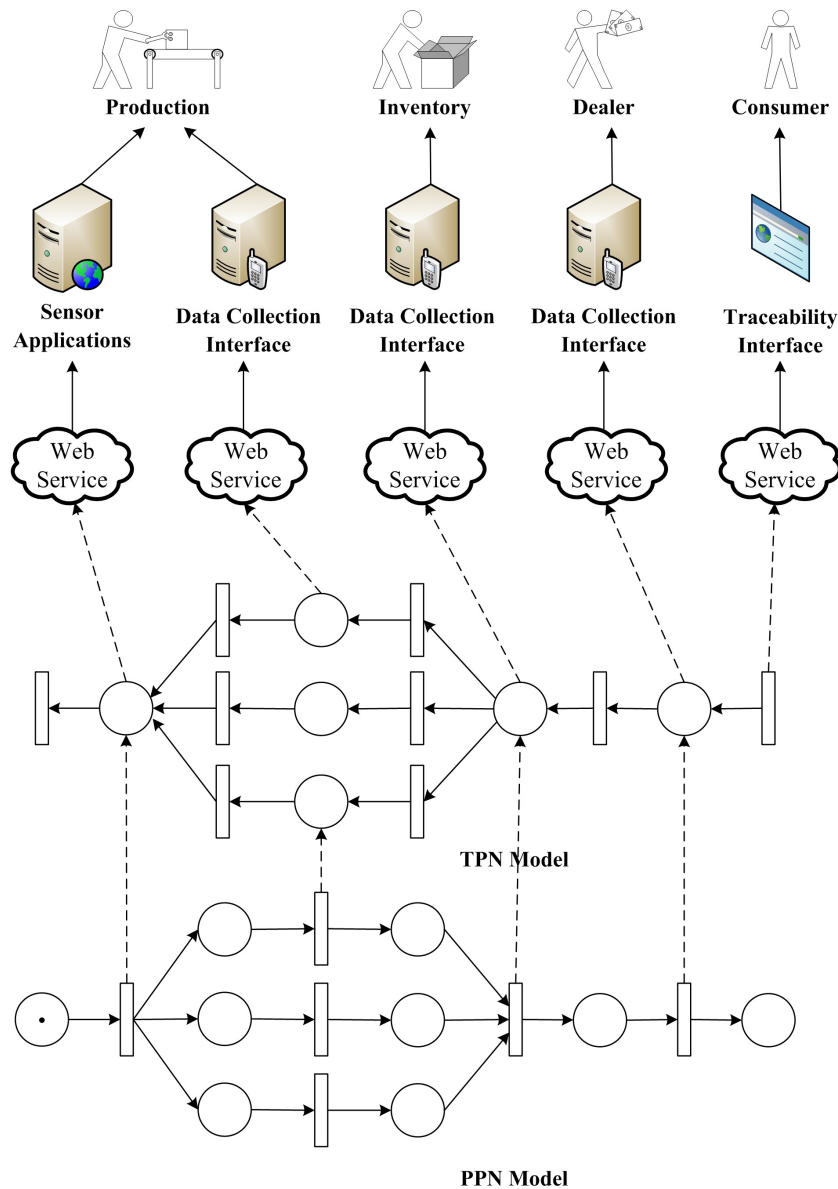 Production
Inventory
Dealer
Consumer
Sensor
Applications
Data Collection
Interface
Data Collection
Interface
Data Collection
Interface
Traceability
Interface
Web
Service
Web
Service
Web
Service
Web
Service
Web
Service
TPN Model
PPN Model